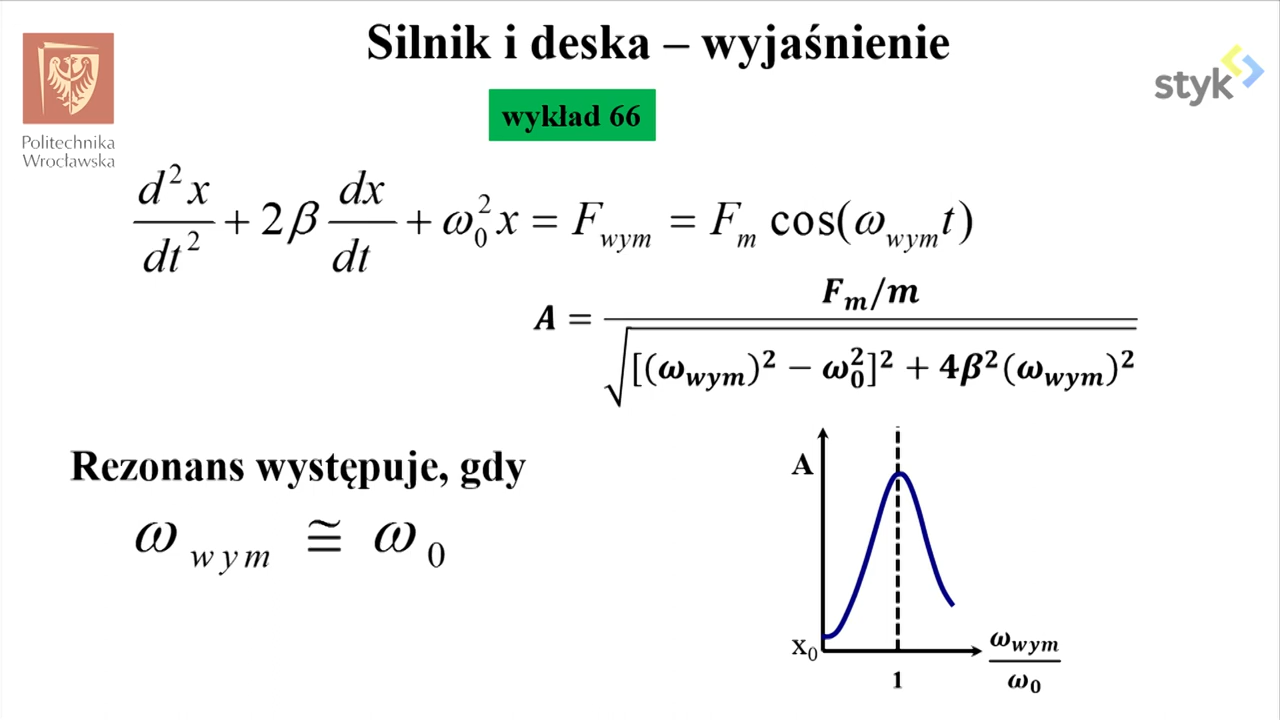 Silnik i deska – wyjaśnienie
Politechnika
Wrocławska
styk
wykład 66
d²x/dt² + 2β dx/dt + ω₀²x = F_wym = F_m cos(ω_wym t)
A = (F_m/m) / √([(ω_wym)² − ω₀²]² + 4β²(ω_wym)²)
Rezonans występuje, gdy
ω_wym ≅ ω₀
A
x₀
1
ω_wym/ω₀